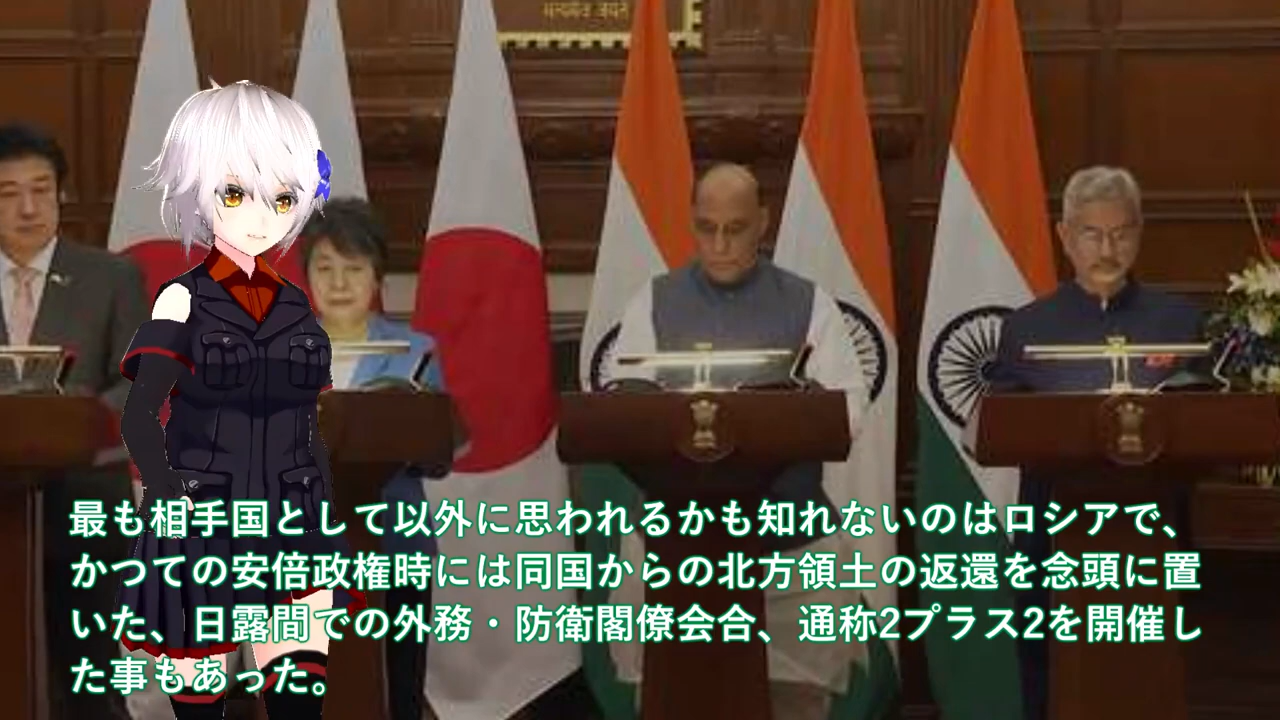 सत्यमेव जयते
最も相手国として以外に思われるかも知れないのはロシアで、
かつての安倍政権時には同国からの北方領土の返還を念頭に置
いた、日露間での外務・防衛閣僚会合、通称2プラス2を開催し
た事もあった。